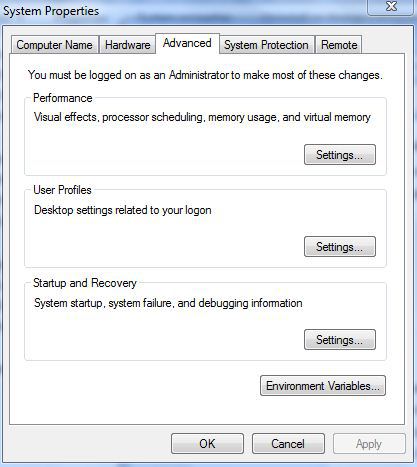 System Properties
Computer Name Hardware Advanced System Protection Remote
You must be logged on as an Administrator to make most of these changes.
Performance
Visual effects, processor scheduling, memory usage, and virtual memory
Settings...
User Profiles
Desktop settings related to your logon
Settings...
Startup and Recovery
System startup, system failure, and debugging information
Settings...
Environment Variables...
OK Cancel Apply